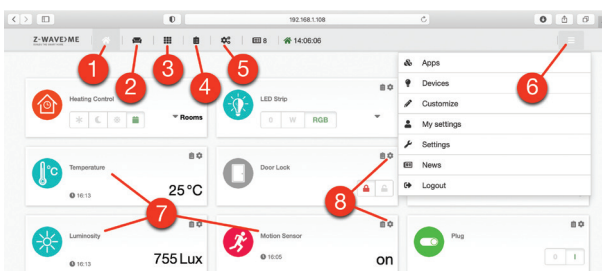 192.168.1.108
Z-WAVE>ME
8 14:06:06
1
2
3
4
5
6
Apps
Devices
Customize
My settings
Settings
News
Logout
Heating Control
Rooms
LED Strip
0 W RGB
Temperature
16:13
25 °C
Door Lock
7
8
Luminosity
16:13
755 Lux
Motion Sensor
16:05
on
Plug
0 I